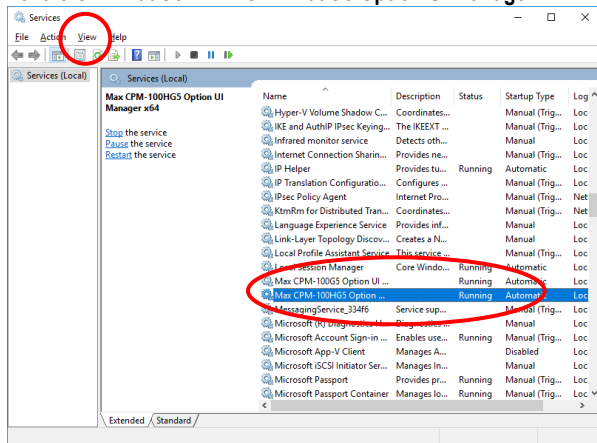 Services
File Action View Help
Services (Local)
Services (Local)
Max CPM-100HG5 Option UI
Manager x64
Stop the service
Pause the service
Restart the service
Name Description Status Startup Type Log
Hyper-V Volume Shadow C... Coordinates... Manual (Trig... Loc
IKE and AuthIP IPsec Keying... The IKEEXT ... Manual (Trig... Loc
Infrared monitor service Detects oth... Manual Loc
Internet Connection Sharin... Provides ne... Manual (Trig... Loc
IP Helper Provides tu... Running Automatic Loc
IP Translation Configuratio... Configures ... Manual (Trig... Loc
IPsec Policy Agent Internet Pro... Manual (Trig... Net
KtmRm for Distributed Tran... Coordinates... Manual (Trig... Net
Language Experience Service Provides inf... Manual Loc
Link-Layer Topology Discov... Creates a N... Manual Loc
Local Profile Assistant Service This service ... Manual (Trig... Loc
Local Session Manager Core Windo... Running Automatic Loc
Max CPM-100G5 Option UI ... Running Automatic Loc
Max CPM-100HG5 Option ... Running Automatic Loc
MessagingService_334f6 Service sup... Manual (Trig... Loc
Microsoft (R) Diagnostics H... Diagnostics ... Manual Loc
Microsoft Account Sign-in ... Enables use... Running Manual (Trig... Loc
Microsoft App-V Client Manages A... Disabled Loc
Microsoft iSCSI Initiator Ser... Manages In... Manual Loc
Microsoft Passport Provides pr... Running Manual (Trig... Loc
Microsoft Passport Container Manages lo... Running Manual (Trig... Loc
Extended Standard